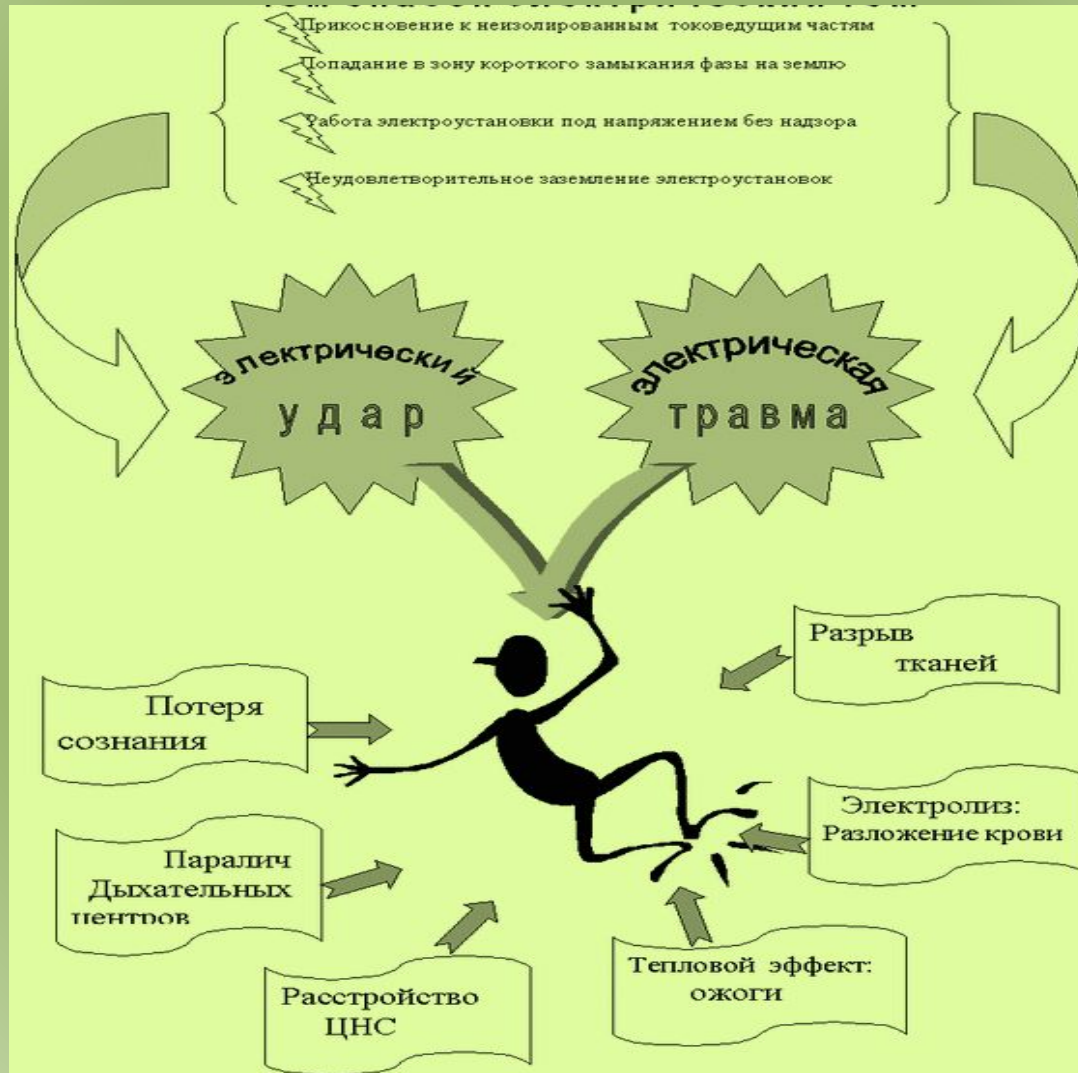 Прикосновение к неизолированным токоведущим частям
Попадание в зону короткого замыкания фазы на землю
Работа электроустановки под напряжением без надзора
Неудовлетворительное заземление электроустановок
электрический
удар
электрическая
травма
Разрыв
тканей
Потеря
сознания
Электролиз:
Разложение крови
Паралич
Дыхательных
центров
Тепловой эффект:
ожоги
Расстройство
ЦНС